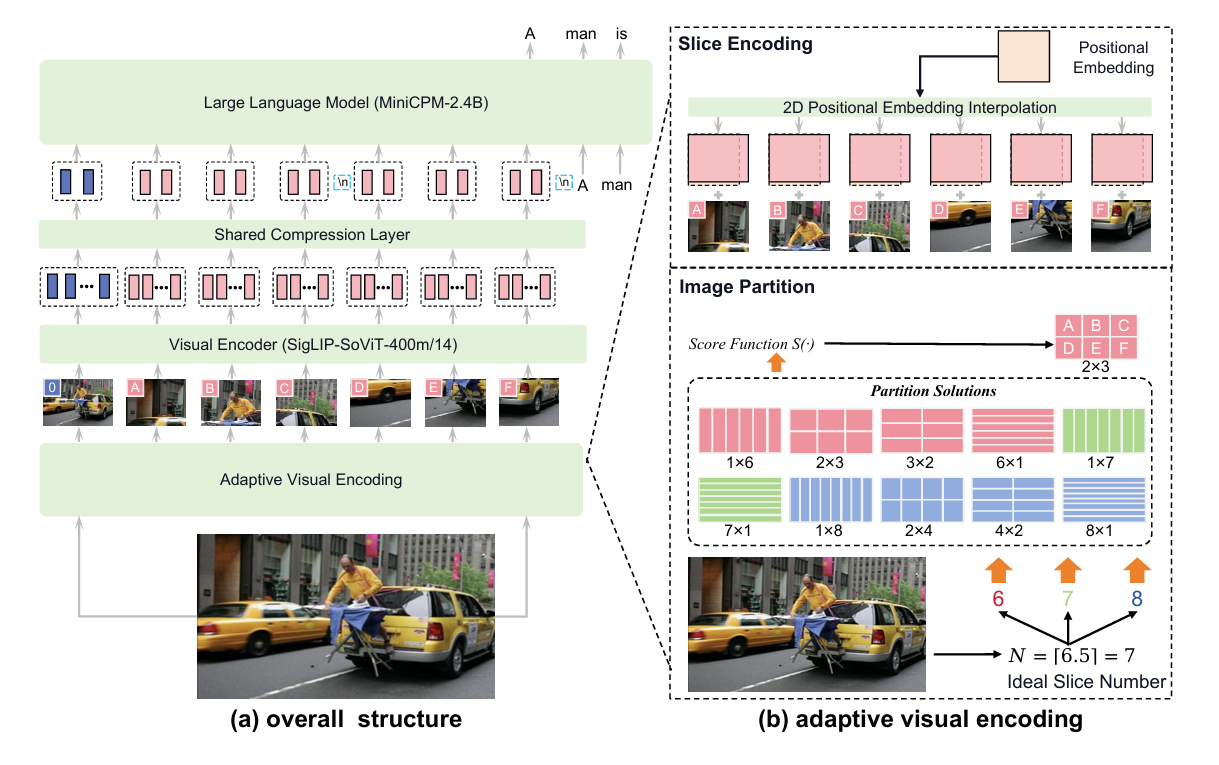 A man is
Large Language Model (MiniCPM-2.4B)
\n \n A man
Shared Compression Layer
Visual Encoder (SigLIP-SoViT-400m/14)
0 A B C D E F
Adaptive Visual Encoding
(a) overall structure
Slice Encoding
Positional
Embedding
2D Positional Embedding Interpolation
A B C D E F
Image Partition
Score Function S(·)
A B C
D E F
2×3
Partition Solutions
1×6 2×3 3×2 6×1 1×7
7×1 1×8 2×4 4×2 8×1
6 7 8
N = ⌈6.5⌉ = 7
Ideal Slice Number
(b) adaptive visual encoding